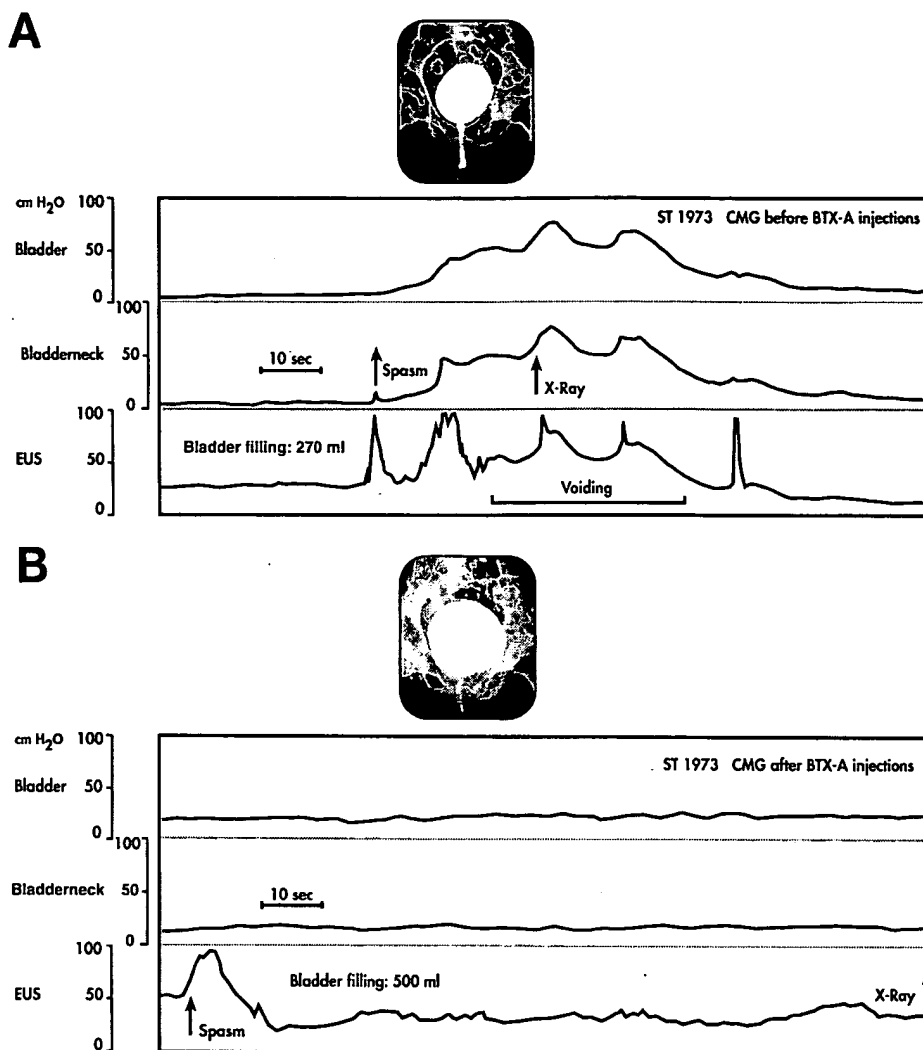 A
cm H2O 100
ST 1973 CMG before BTX-A injections
Bladder 50
0
100
Bladderneck 50
10 sec
Spasm
X-Ray
0
100
Bladder filling: 270 ml
EUS 50
Voiding
0
B
cm H2O 100
ST 1973 CMG after BTX-A injections
Bladder 50
0
100
Bladderneck 50
10 sec
0
100
Bladder filling: 500 ml
EUS 50
X-Ray
Spasm
0